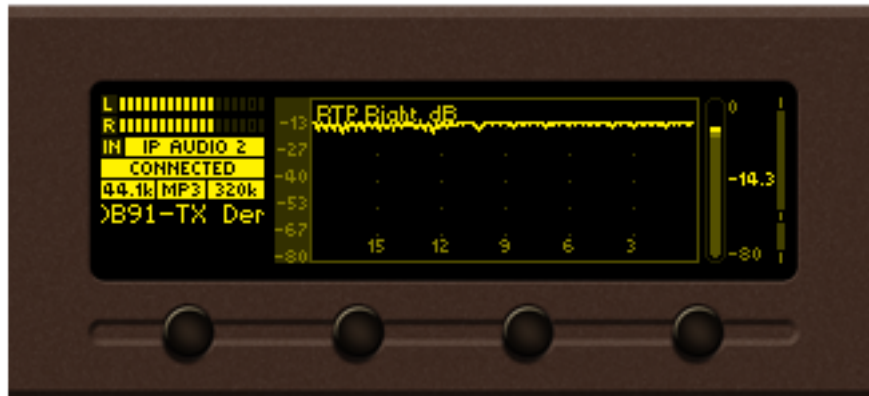 L
R
IN IP AUDIO 2
CONNECTED
44.1k MP3 320k
DB91-TX Der
RTP Right, dB
-13
-27
-40
-53
-67
-80
15 12 9 6 3
0
-14.3
-80